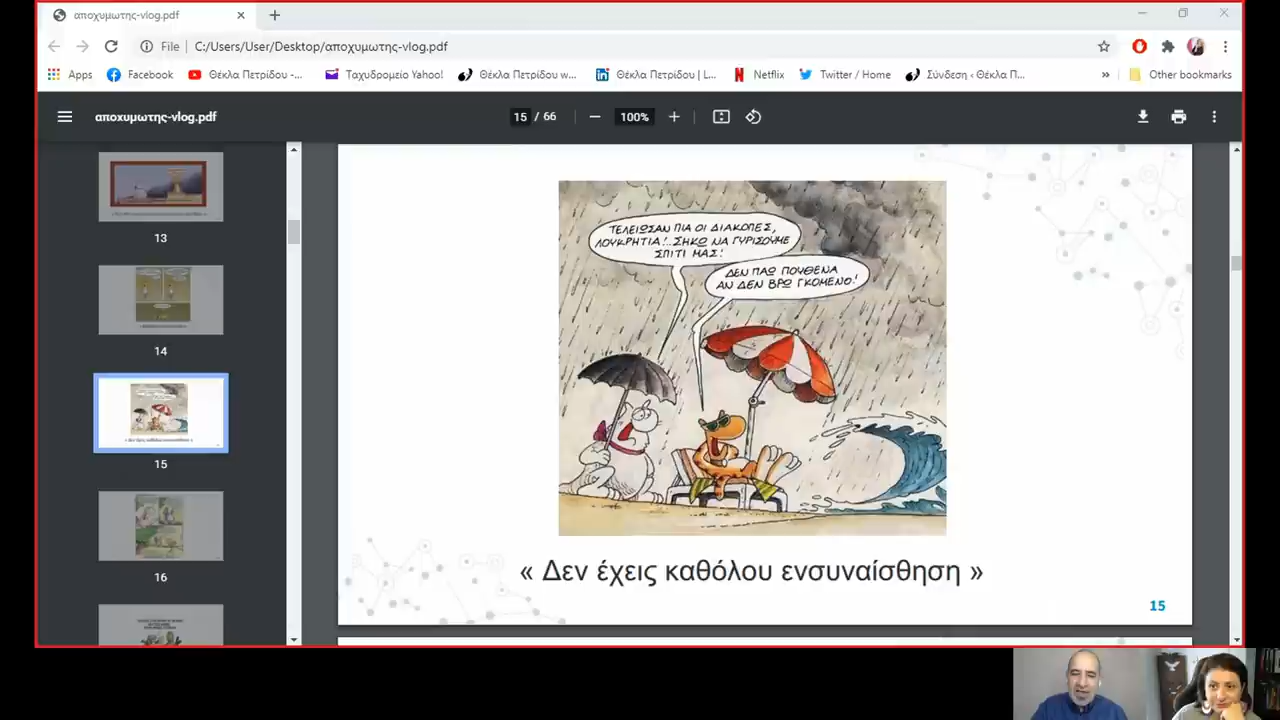 αποχυμωτης-vlog.pdf
File C:/Users/User/Desktop/αποχυμωτης-vlog.pdf
Apps Facebook Θέκλα Πετρίδου -... Ταχυδρομείο Yahoo! Θέκλα Πετρίδου w... Θέκλα Πετρίδου | L... Netflix Twitter / Home Σύνδεση ‹ Θέκλα Π... » Other bookmarks
αποχυμωτης-vlog.pdf 15 / 66 100%
13
14
15
16
ΤΕΛΕΙΩΣΑΝ ΠΙΑ ΟΙ ΔΙΑΚΟΠΕΣ,
ΛΟΥΚΡΗΤΙΑ!..ΣΗΚΩ ΝΑ ΓΥΡΙΣΟΥΜΕ
ΣΠΙΤΙ ΜΑΣ!
ΔΕΝ ΠΑΩ ΠΟΥΘΕΝΑ
ΑΝ ΔΕΝ ΒΡΩ ΓΚΟΜΕΝΟ!
« Δεν έχεις καθόλου ενσυναίσθηση »
15